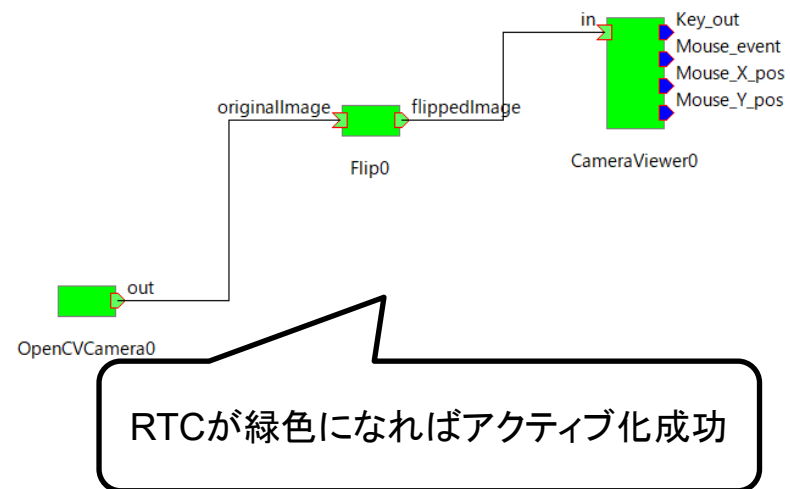 in
Key_out
Mouse_event
Mouse_X_pos
Mouse_Y_pos
originalImage
flippedImage
Flip0
CameraViewer0
out
OpenCVCamera0
RTCが緑色になればアクティブ化成功